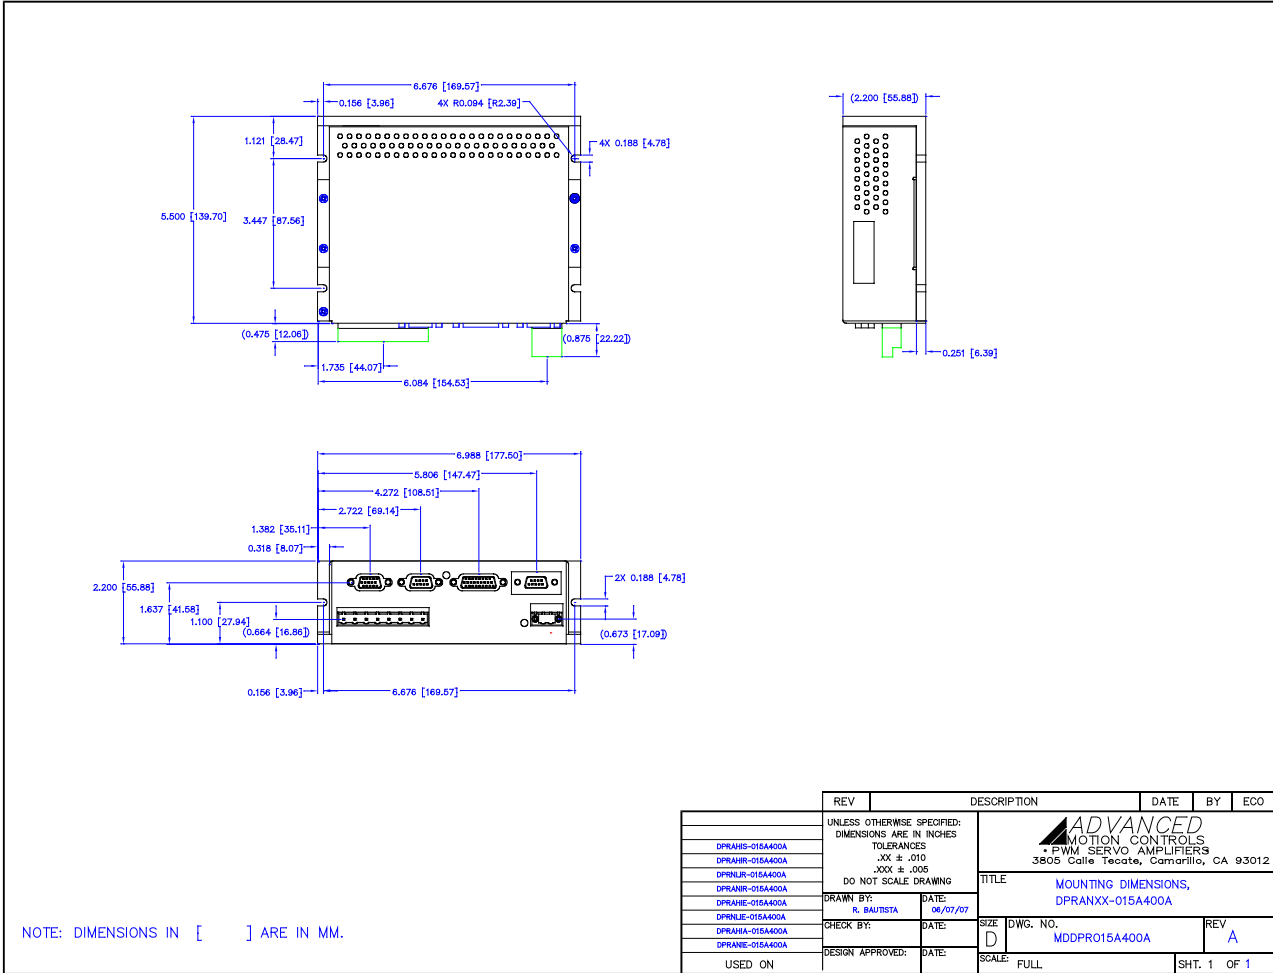 6.676 [169.57]
0.156 [3.96]
4X R0.094 [R2.39]
(2.200 [55.88])
1.121 [28.47]
4X 0.188 [4.78]
5.500 [139.70]
3.447 [87.56]
(0.475 [12.06])
(0.875 [22.22])
0.251 [6.39]
1.735 [44.07]
6.084 [154.53]
6.988 [177.50]
5.806 [147.47]
4.272 [108.51]
2.722 [69.14]
1.382 [35.11]
0.318 [8.07]
2.200 [55.88]
2X 0.188 [4.78]
1.637 [41.58]
1.100 [27.94]
(0.664 [16.86])
(0.673 [17.09])
0.156 [3.96]
6.676 [169.57]
REV DESCRIPTION DATE BY ECO
DPRAHIS-015A400A
DPRAHIR-015A400A
DPRNLIR-015A400A
DPRANIR-015A400A
DPRAHIE-015A400A
DPRNLIE-015A400A
DPRAHIA-015A400A
DPRANIE-015A400A
USED ON
UNLESS OTHERWISE SPECIFIED:
DIMENSIONS ARE IN INCHES
TOLERANCES
.XX ± .010
.XXX ± .005
DO NOT SCALE DRAWING
DRAWN BY: DATE:
R. BAUTISTA 06/07/07
CHECK BY: DATE:
DESIGN APPROVED: DATE:
ADVANCED
MOTION CONTROLS
• PWM SERVO AMPLIFIERS
3805 Calle Tecate, Camarillo, CA 93012
TITLE
MOUNTING DIMENSIONS,
DPRANXX-015A400A
SIZE DWG. NO. REV
D MDDPR015A400A A
SCALE: FULL SHT. 1 OF 1
NOTE: DIMENSIONS IN [ ] ARE IN MM.